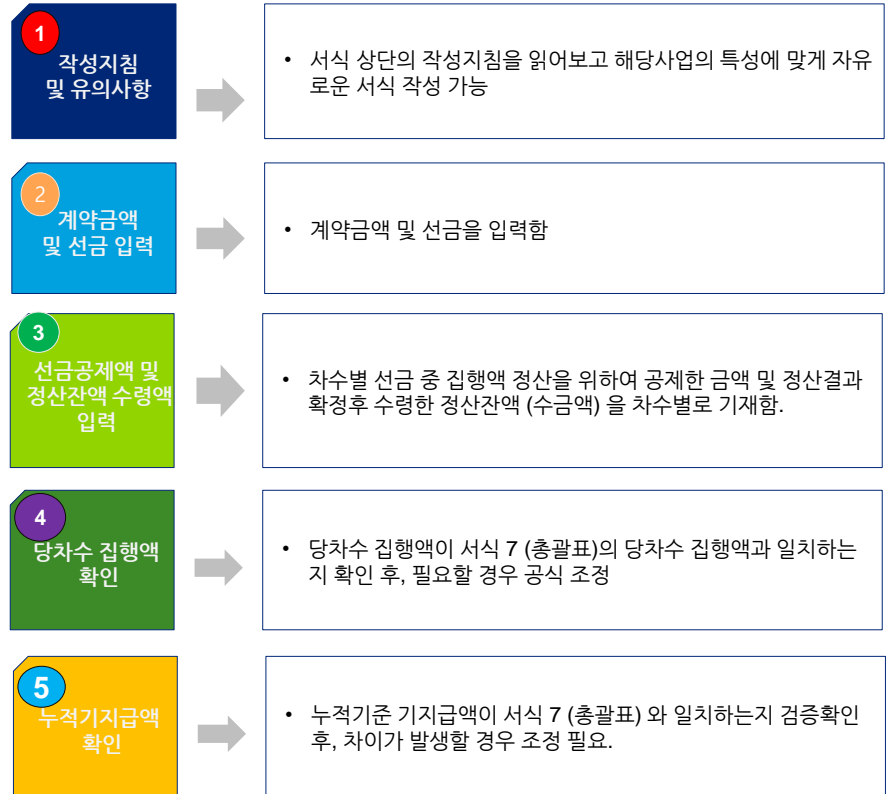 1
작성지침
및 유의사항
• 서식 상단의 작성지침을 읽어보고 해당사업의 특성에 맞게 자유
로운 서식 작성 가능
2
계약금액
및 선금 입력
• 계약금액 및 선금을 입력함
3
선금공제액 및
정산잔액 수령액
입력
• 차수별 선금 중 집행액 정산을 위하여 공제한 금액 및 정산결과
확정후 수령한 정산잔액 (수금액) 을 차수별로 기재함.
4
당차수 집행액
확인
• 당차수 집행액이 서식 7 (총괄표)의 당차수 집행액과 일치하는
지 확인 후, 필요할 경우 공식 조정
5
누적기지급액
확인
• 누적기준 기지급액이 서식 7 (총괄표) 와 일치하는지 검증확인
후, 차이가 발생할 경우 조정 필요.